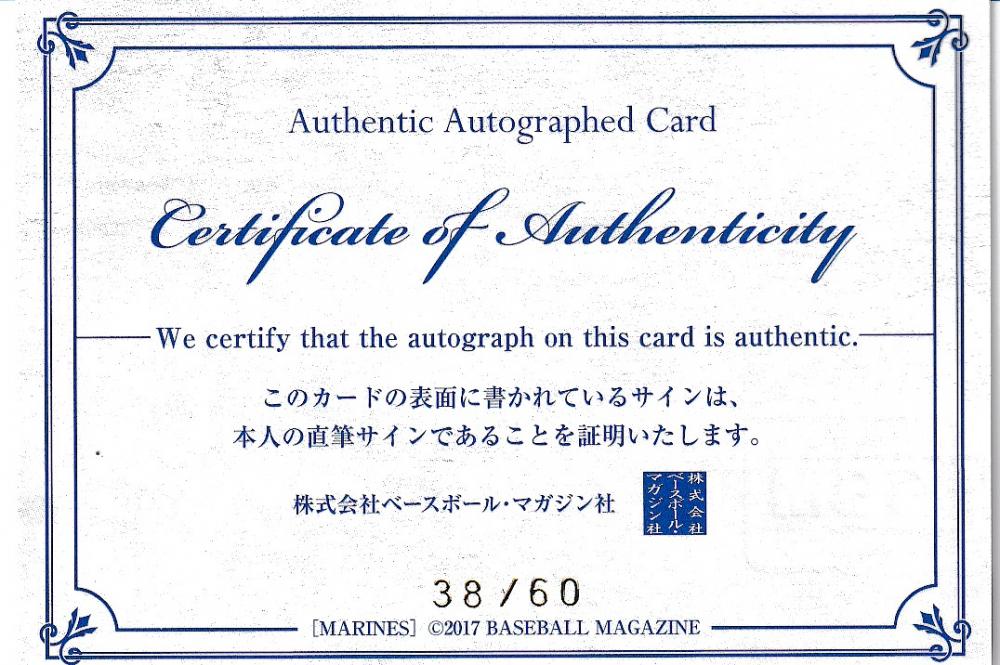 Authentic Autographed Card
Certificate of Authenticity
We certify that the autograph on this card is authentic.
このカードの表面に書かれているサインは、
本人の直筆サインであることを証明いたします。
株式会社ベースボール・マガジン社
株式会社
ベースボール・
マガジン社
38/60
[MARINES] ©2017 BASEBALL MAGAZINE